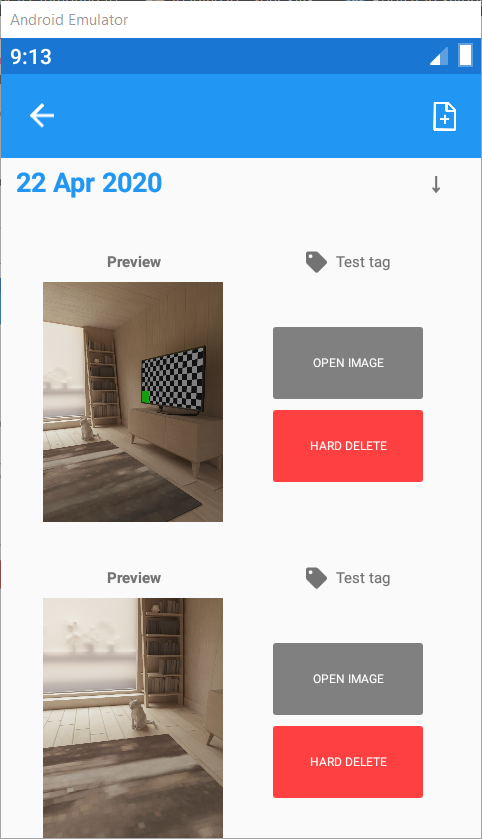 Android Emulator
9:13
22 Apr 2020
Preview
Test tag
OPEN IMAGE
HARD DELETE
Preview
Test tag
OPEN IMAGE
HARD DELETE